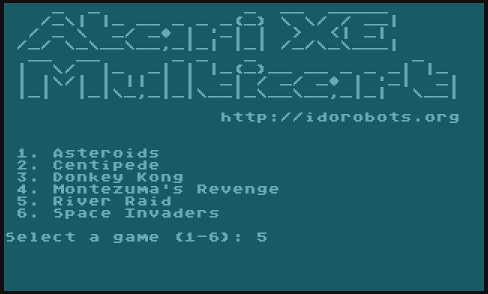 Atari XE
Multicart
http://idorobots.org
1. Asteroids
2. Centipede
3. Donkey Kong
4. Montezuma's Revenge
5. River Raid
6. Space Invaders
Select a game (1-6): 5